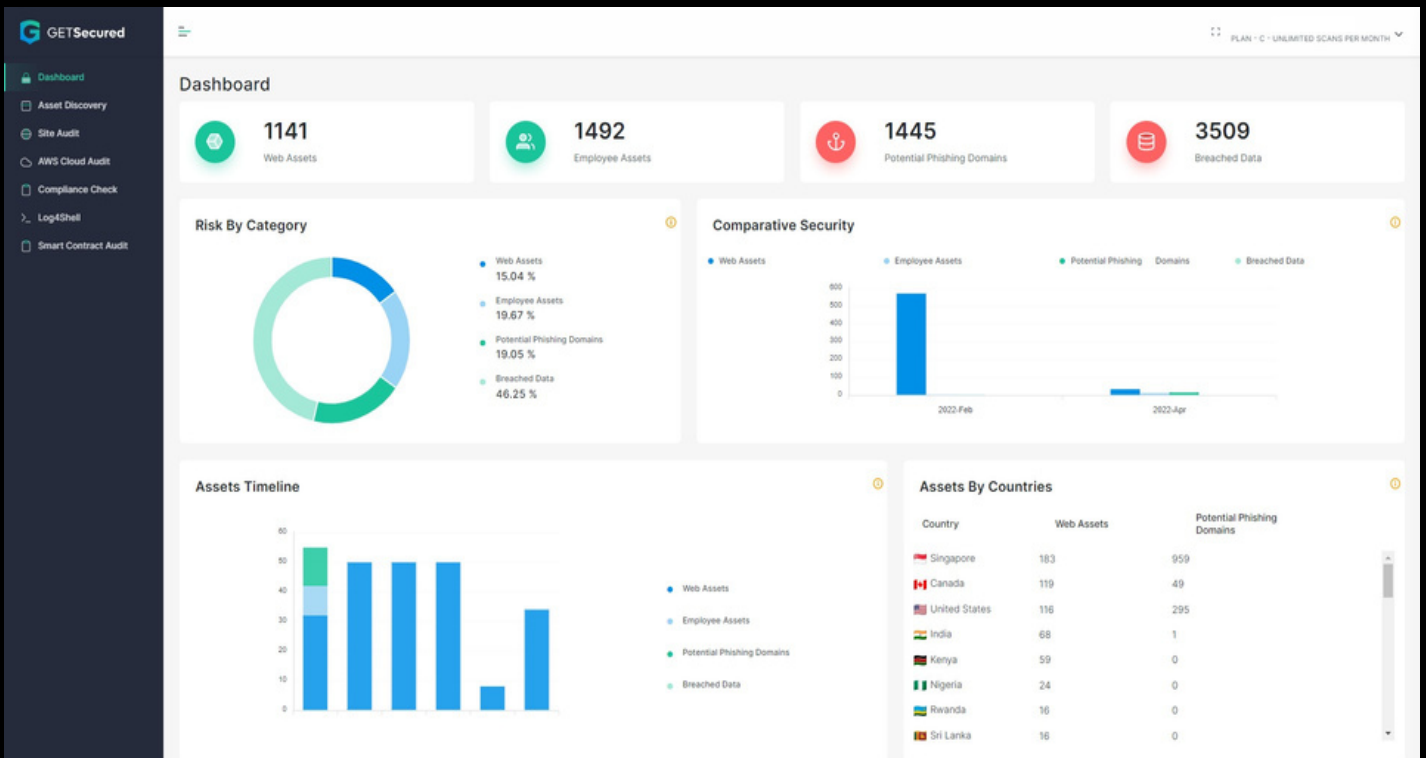 GETSecured
PLAN - C - UNLIMITED SCANS PER MONTH
Dashboard
Asset Discovery
Site Audit
AWS Cloud Audit
Compliance Check
Log4Shell
Smart Contract Audit
Dashboard
1141
Web Assets
1492
Employee Assets
1445
Potential Phishing Domains
3509
Breached Data
Risk By Category
Web Assets
15.04 %
Employee Assets
19.67 %
Potential Phishing Domains
19.05 %
Breached Data
46.25 %
Comparative Security
Web Assets Employee Assets Potential Phishing Domains Breached Data
600
500
400
300
200
100
0
2022-Feb 2022-Apr
Assets Timeline
60
50
40
30
20
10
0
Web Assets
Employee Assets
Potential Phishing Domains
Breached Data
Assets By Countries
Country Web Assets Potential Phishing
Domains
Singapore 183 959
Canada 119 49
United States 116 295
India 68 1
Kenya 59 0
Nigeria 24 0
Rwanda 16 0
Sri Lanka 16 0